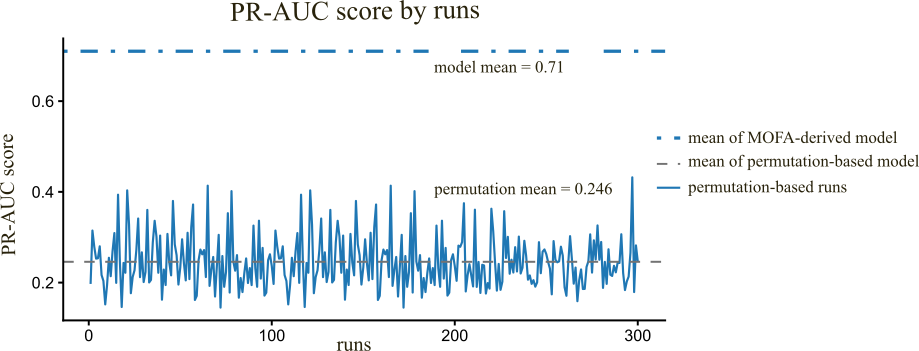 PR-AUC score by runs
model mean = 0.71
0.6
mean of MOFA-derived model
mean of permutation-based model
permutation-based runs
permutation mean = 0.246
0.4
PR-AUC score
0.2
0
100
200
300
runs